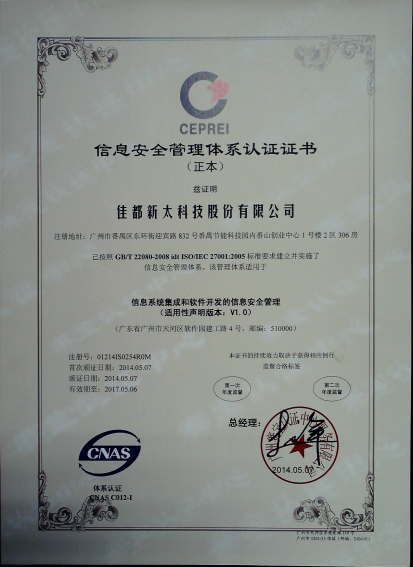 CEPREI
信息安全管理体系认证证书
（正本）
兹证明
佳都新太科技股份有限公司
注册地址：广州市番禺区东环街迎宾路 832 号番禺节能科技园内番山创业中心 1 号楼 2 区 306 房
已按照 GB/T 22080-2008 idt ISO/IEC 27001:2005 标准要求建立并实施了
信息安全管理体系，该管理体系适用于
信息系统集成和软件开发的信息安全管理
（适用性声明版本：V1.0）
（广东省广州市天河区软件园建工路 4 号，邮编：510000）
注册号：01214IS0254R0M
首次颁证日期：2014.05.07
颁证日期：2014.05.07
有效期至：2017.05.06
本证书的持续效力取决于获得相应例行
监督合格标签
第一次
年度监督
第二次
年度监督
总经理：
2014.05.07
CNAS
体系认证
CNAS C012-I